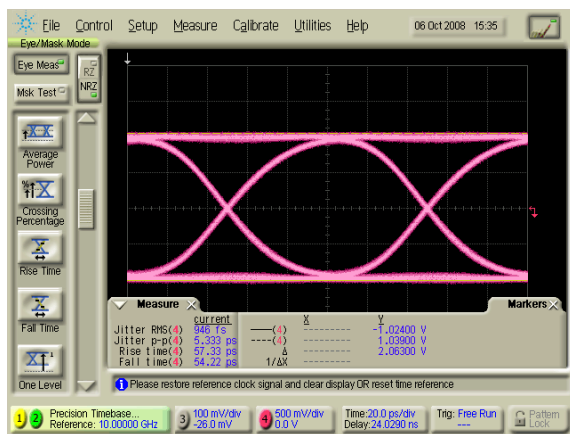 File Control Setup Measure Calibrate Utilities Help 06 Oct 2008 15:35
Eye/Mask Mode
Eye Meas
RZ
NRZ
Msk Test
Average
Power
Crossing
Percentage
Rise Time
Fall Time
One Level
Measure
Markers
current X Y
Jitter RMS(4) 946 fs (4) -------- -1.02400 V
Jitter p-p(4) 5.333 ps ----(4) -------- 1.03900 V
Rise time(4) 57.33 ps Δ -------- 2.06300 V
Fall time(4) 54.22 ps 1/ΔX --------
Please restore reference clock signal and clear display OR reset time reference
1 2 Precision Timebase...
Reference: 10.00000 GHz
3 100 mV/div
-26.0 mV
4 500 mV/div
0.0 V
Time:20.0 ps/div
Delay:24.0290 ns
Trig: Free Run
---
Pattern
Lock